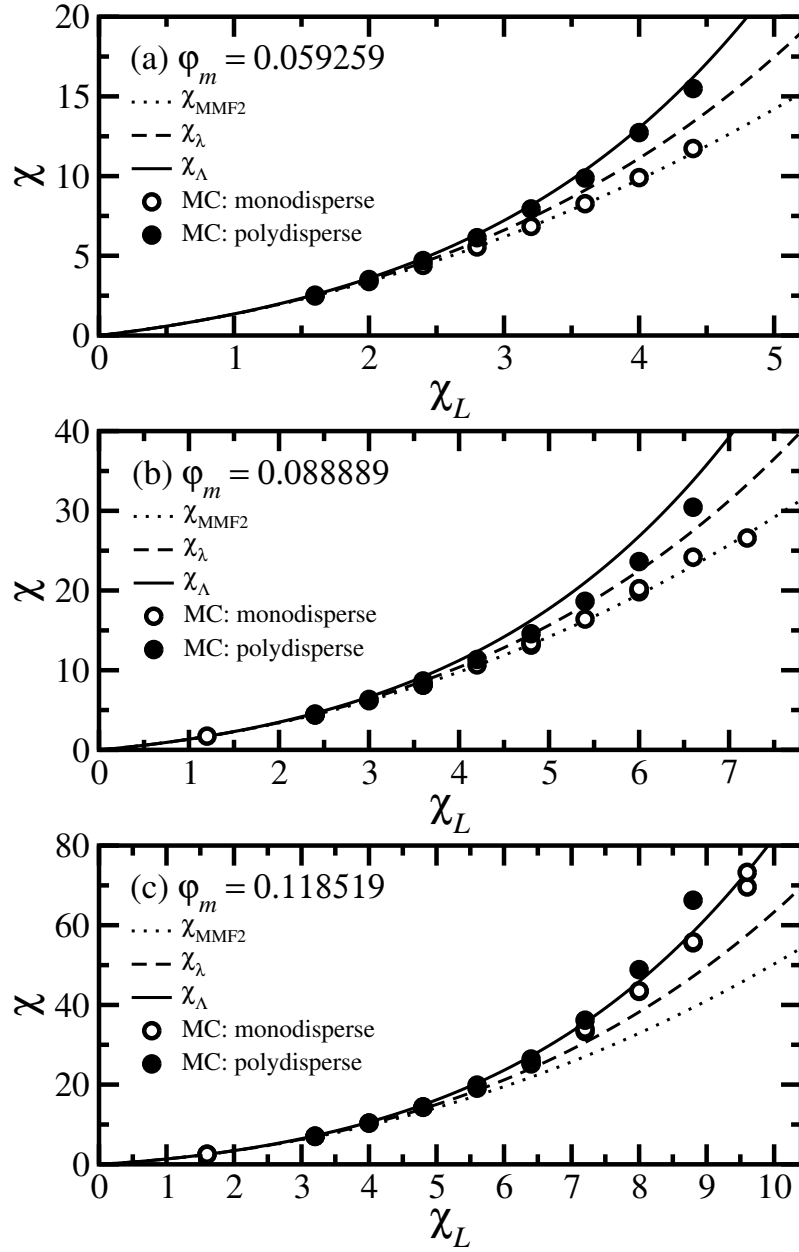 20
(a) φm = 0.059259
χMMF2
15
χλ
χΛ
χ
10
MC: monodisperse
MC: polydisperse
5
0
0 1 2 3 4 5
χL
40
(b) φm = 0.088889
χMMF2
30
χλ
χΛ
χ
20
MC: monodisperse
MC: polydisperse
10
0
0 1 2 3 4 5 6 7
χL
80
(c) φm = 0.118519
χMMF2
60
χλ
χΛ
χ
40
MC: monodisperse
MC: polydisperse
20
0
0 1 2 3 4 5 6 7 8 9 10
χL